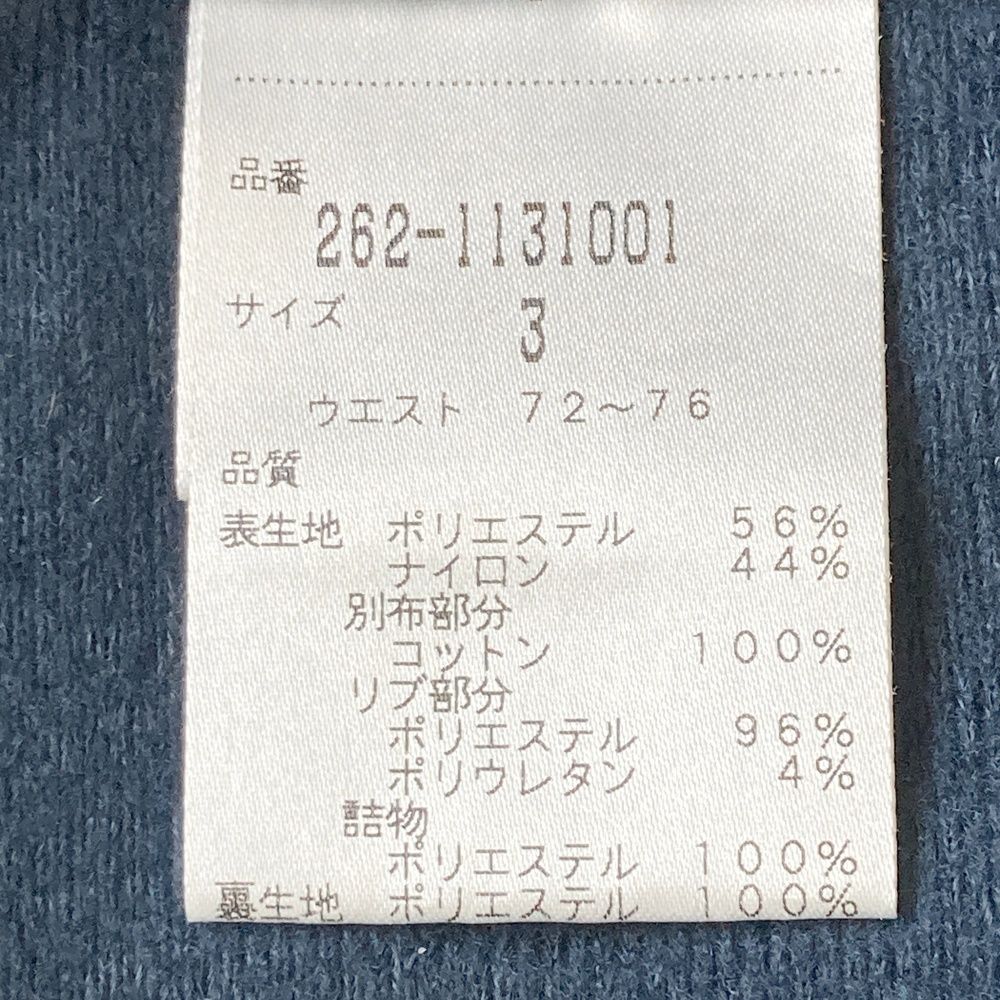 品番
262-1131001
サイズ 3
ウエスト 72～76
品質
表生地 ポリエステル 56%
ナイロン 44%
別布部分
コットン 100%
リブ部分
ポリエステル 96%
ポリウレタン 4%
詰物
ポリエステル 100%
裏生地 ポリエステル 100%